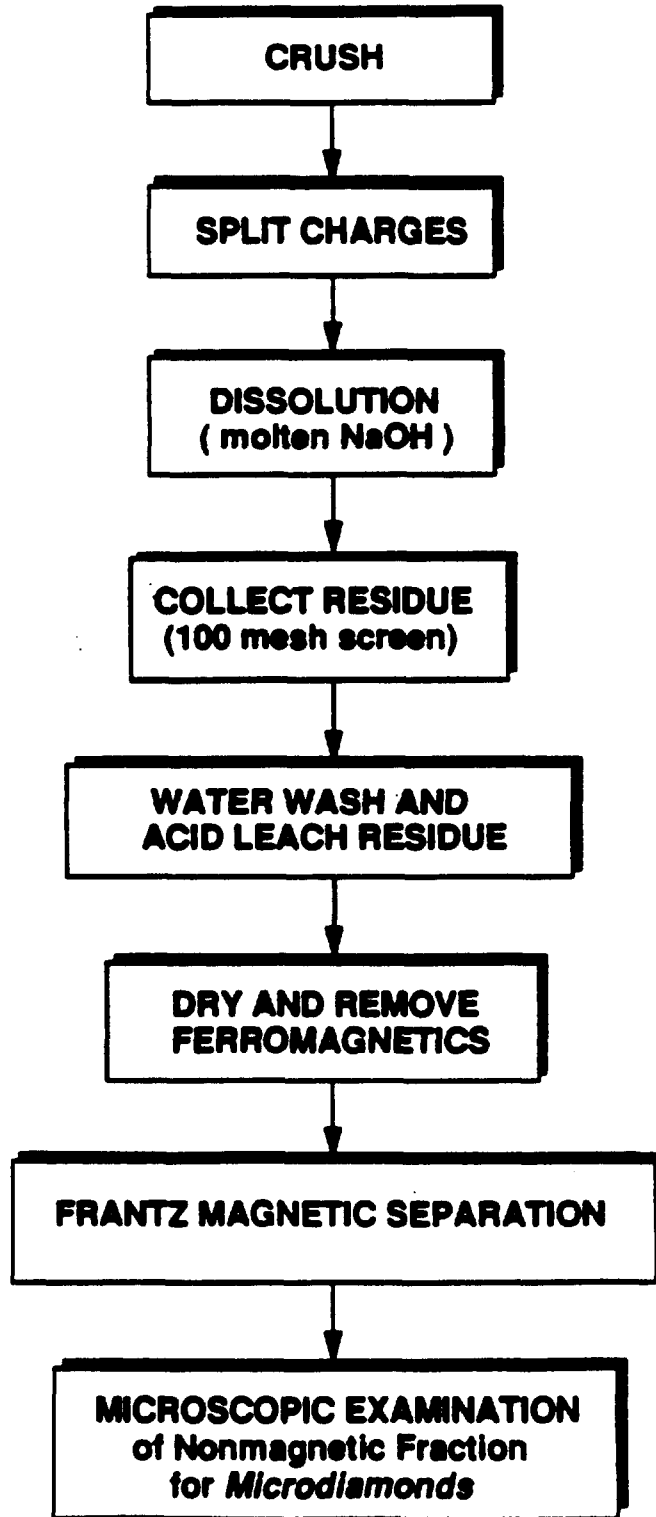 CRUSH
SPLIT CHARGES
DISSOLUTION
( molten NaOH )
COLLECT RESIDUE
(100 mesh screen)
WATER WASH AND
ACID LEACH RESIDUE
DRY AND REMOVE
FERROMAGNETICS
FRANTZ MAGNETIC SEPARATION
MICROSCOPIC EXAMINATION
of Nonmagnetic Fraction
for Microdiamonds